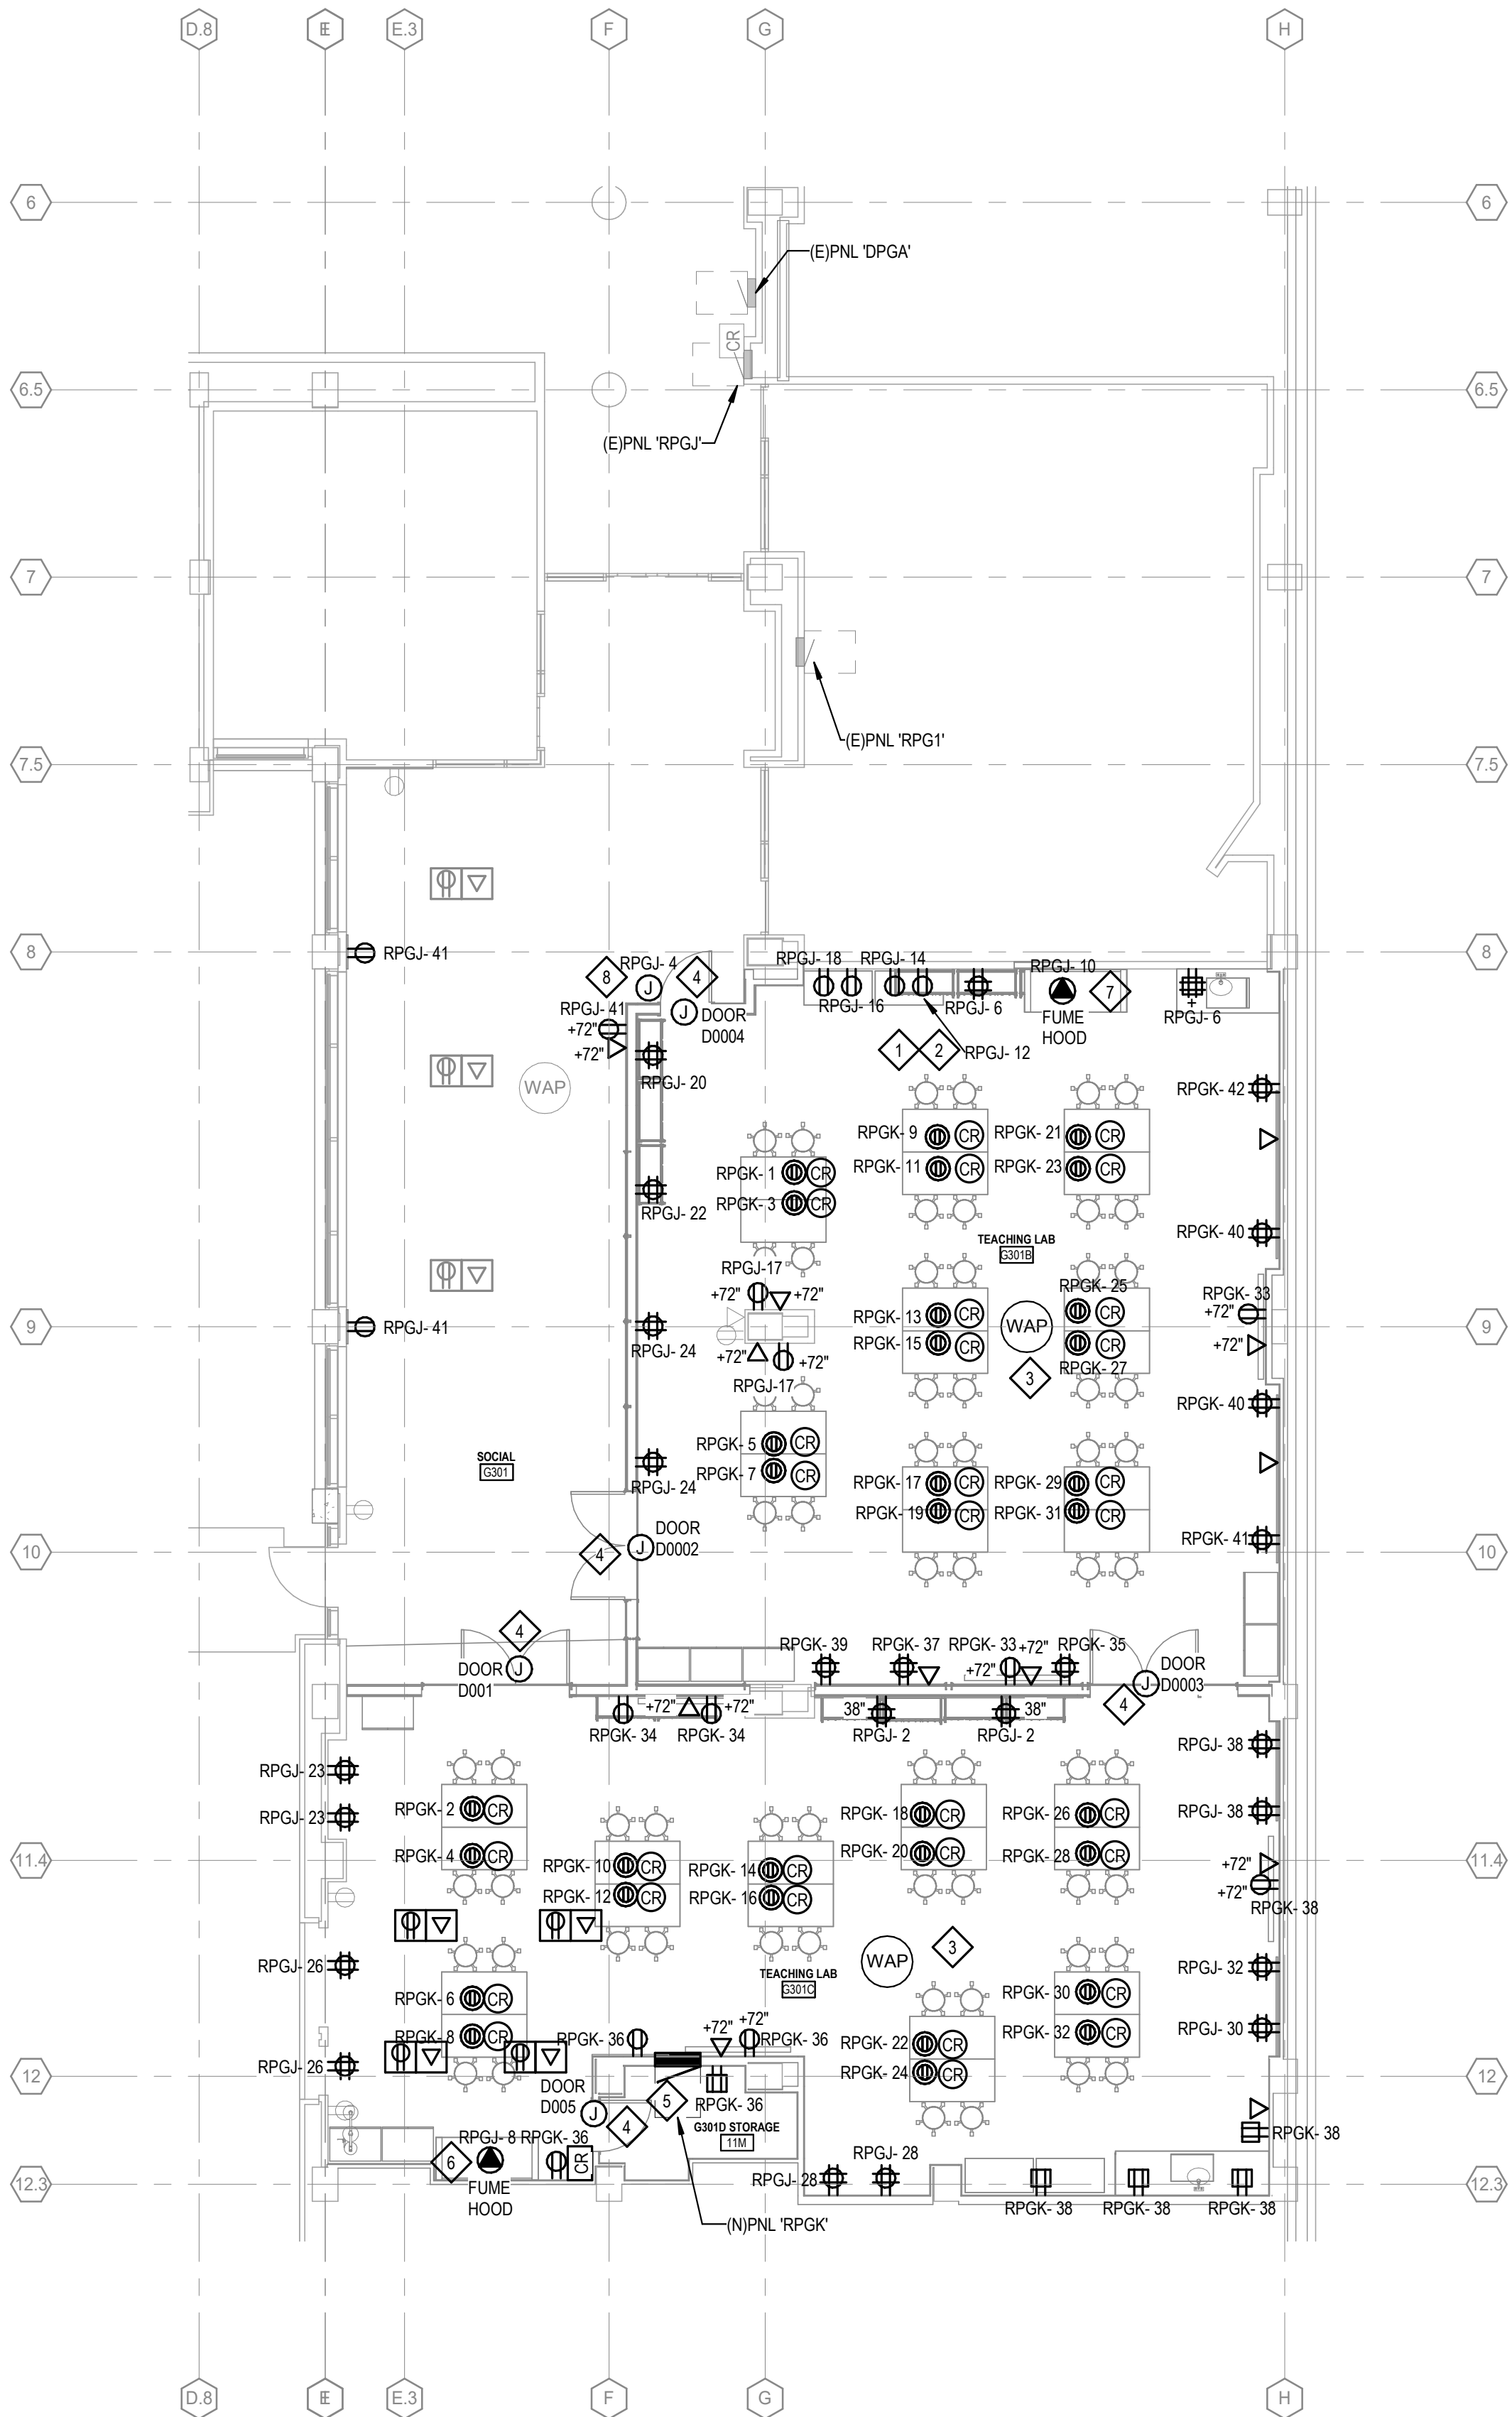 D.8
E
E.3
F
G
H
6
6
(E)PNL 'DPGA'
CR
6.5
6.5
(E)PNL 'RPGJ'
7
7
(E)PNL 'RPG1'
7.5
7.5
8
RPGJ- 41
8
RPGJ- 4
4
RPGJ- 18
RPGJ- 14
RPGJ- 10
8
J
RPGJ- 16
RPGJ- 6
7
RPGJ- 6
RPGJ- 41
+72"
+72"
J
DOOR
D0004
FUME
HOOD
1
2
RPGJ- 12
RPGJ- 20
WAP
RPGK- 42
RPGK- 9
CR
RPGK- 21
CR
RPGK- 11
CR
RPGK- 23
CR
RPGK- 1
CR
RPGK- 3
CR
RPGJ- 22
TEACHING LAB
G301B
RPGK- 40
RPGJ-17
+72"
+72"
RPGK- 25
CR
RPGK- 33
+72"
RPGK- 13
CR
9
RPGJ- 41
WAP
9
RPGJ- 24
RPGK- 15
CR
CR
RPGK- 27
+72"
+72"
+72"
RPGJ-17
3
RPGK- 40
RPGK- 5
CR
RPGK- 7
CR
SOCIAL
G301
RPGJ- 24
RPGK- 17
CR
RPGK- 29
CR
RPGK- 19
CR
RPGK- 31
CR
DOOR
D0002
J
4
RPGK- 41
10
10
4
DOOR
D001
J
RPGK- 39
RPGK- 37
RPGK- 33
+72"
+72"
RPGK- 35
DOOR
D0003
J
4
+72"
+72"
RPGK- 34
RPGK- 34
38"
38"
RPGJ- 2
RPGJ- 2
RPGJ- 38
RPGJ- 23
RPGJ- 23
RPGK- 2
CR
RPGK- 18
CR
RPGK- 26
CR
RPGJ- 38
11.4
RPGK- 4
CR
RPGK- 10
CR
RPGK- 14
CR
RPGK- 20
CR
RPGK- 28
CR
11.4
+72"
+72"
RPGK- 38
RPGK- 12
CR
RPGK- 16
CR
3
WAP
RPGJ- 26
TEACHING LAB
G301C
RPGJ- 32
RPGK- 6
CR
RPGK- 30
CR
RPGK- 8
CR
RPGK- 36
+72"
+72"
RPGK- 36
RPGK- 22
CR
RPGK- 32
CR
RPGJ- 30
12
RPGJ- 26
RPGK- 24
CR
12
DOOR
D005
J
4
5
RPGK- 36
G301D STORAGE
11M
RPGK- 38
6
RPGJ- 8
RPGK- 36
CR
FUME
HOOD
RPGJ- 28
RPGJ- 28
12.3
12.3
RPGK- 38
RPGK- 38
RPGK- 38
(N)PNL 'RPGK'
D.8
E
E.3
F
G
H